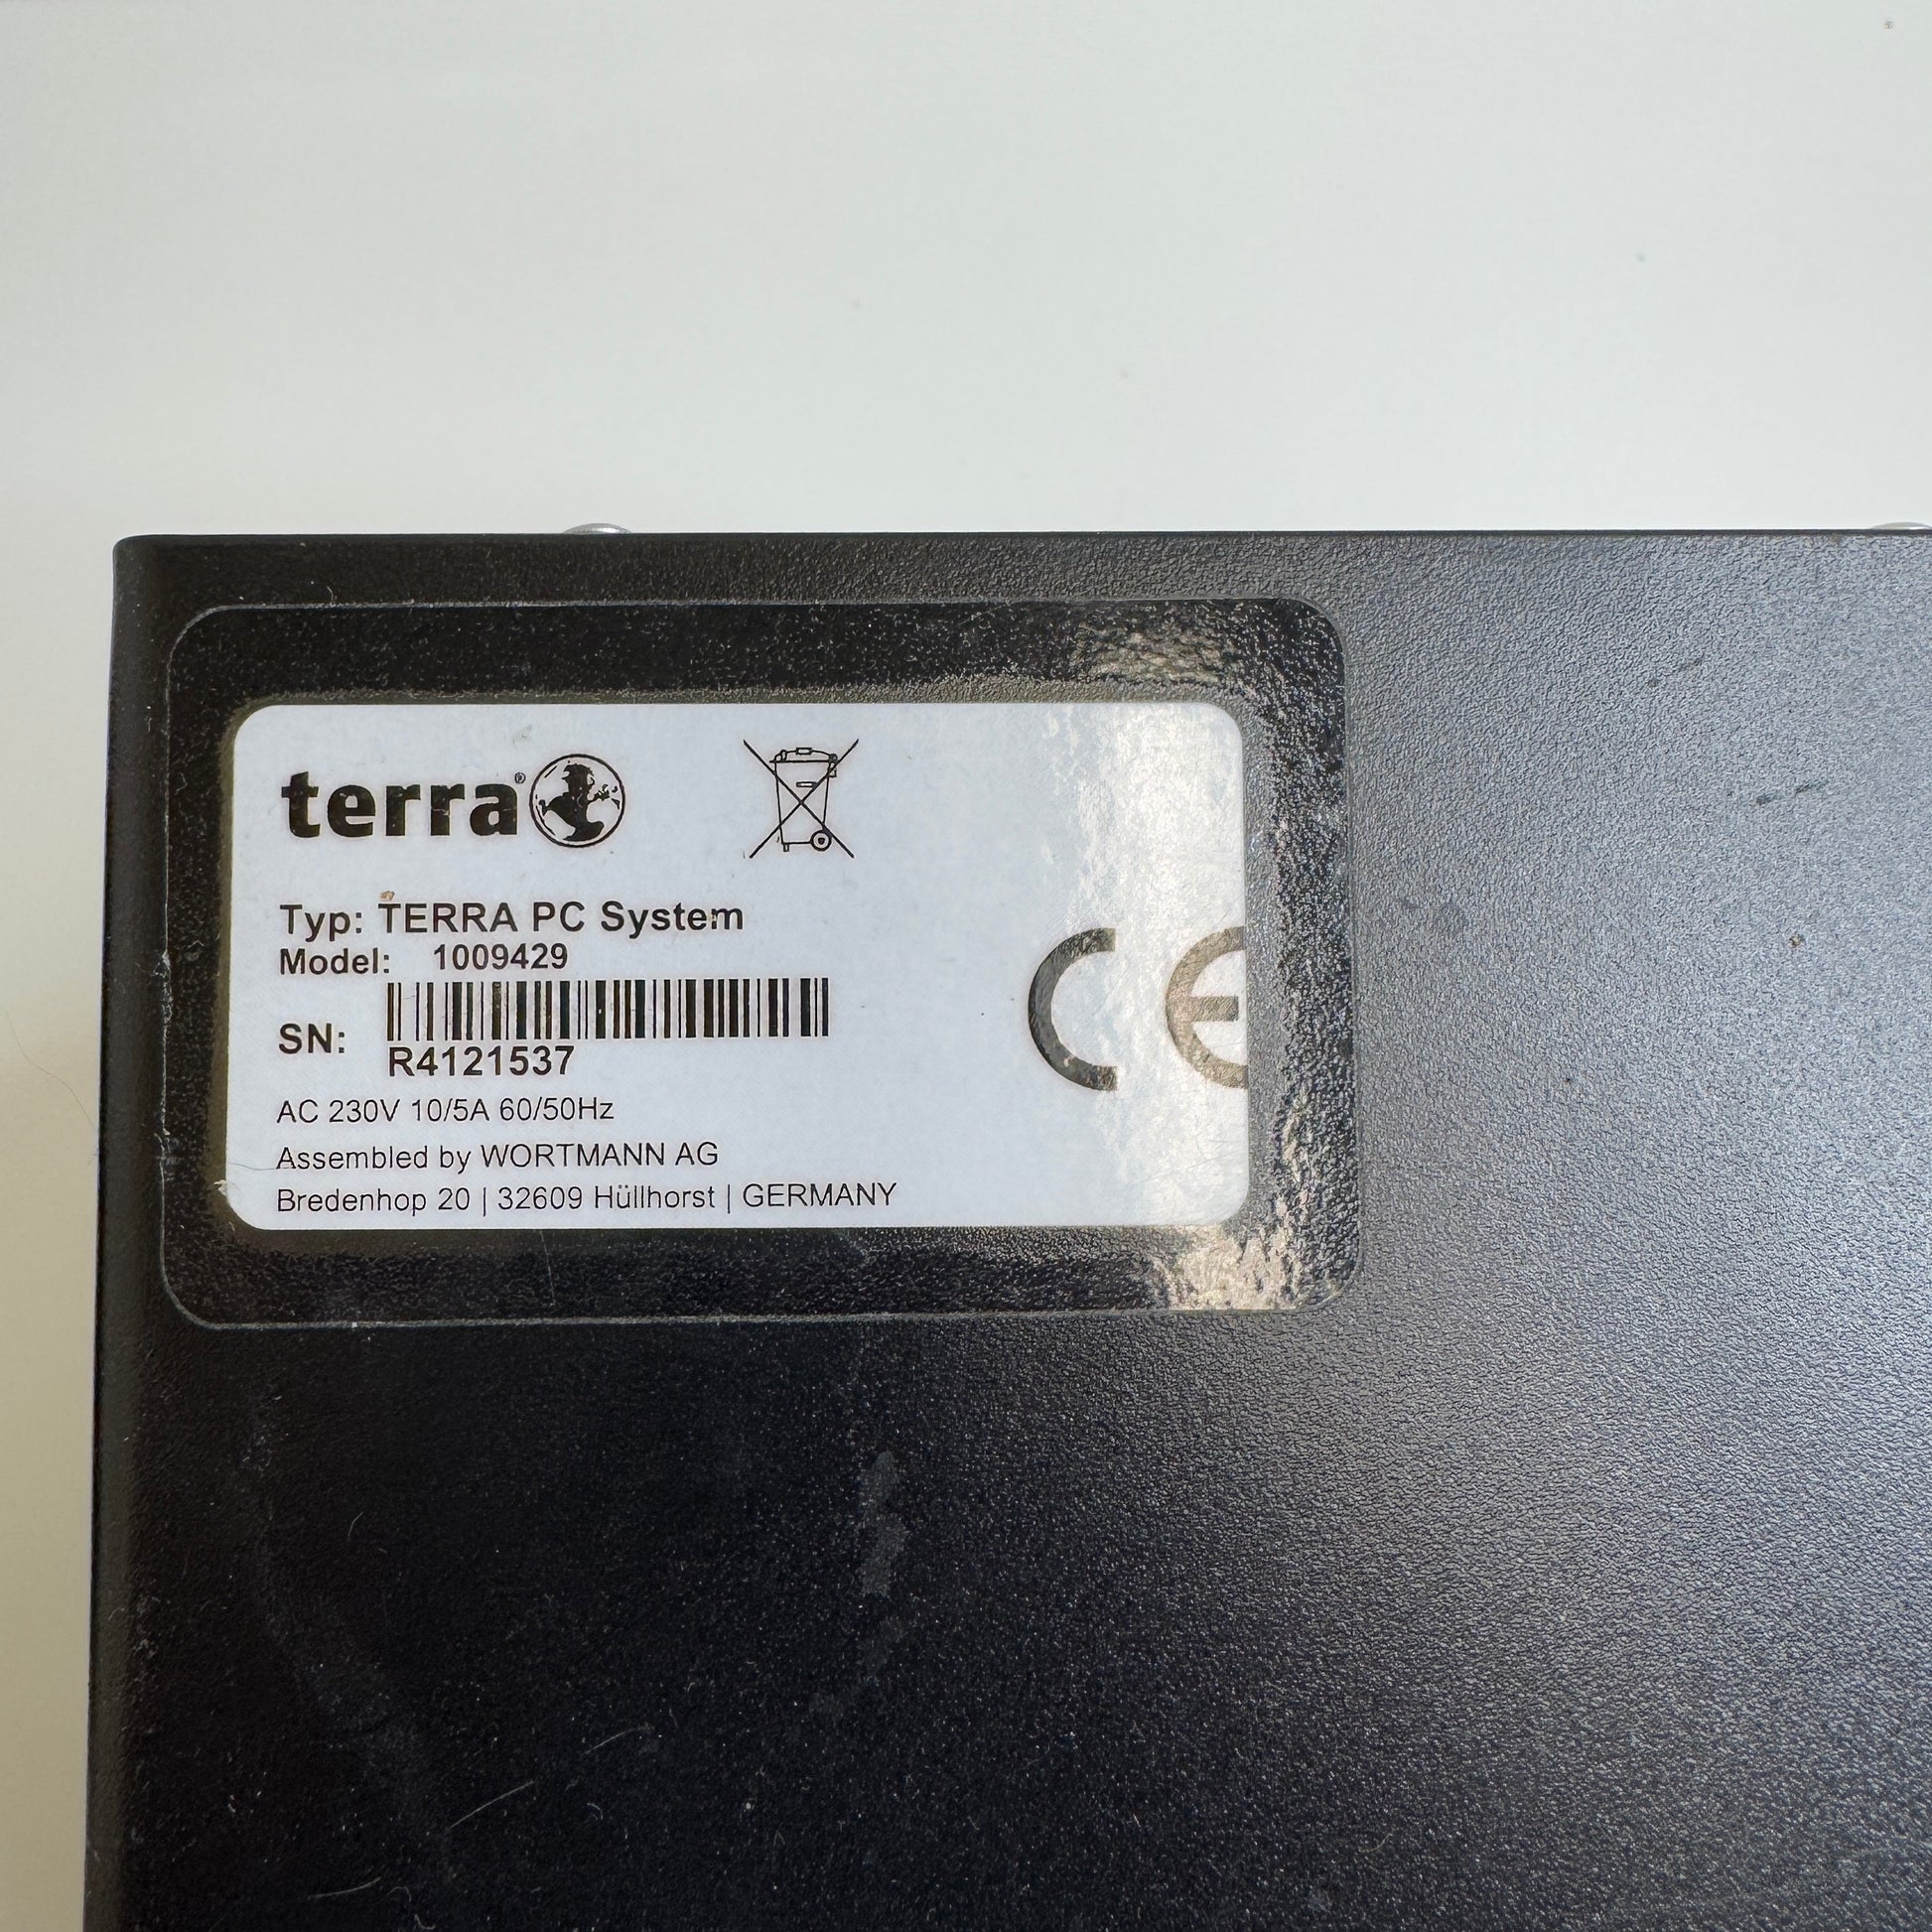 terra®
Typ: TERRA PC System
Model: 1009429
SN:
R4121537
AC 230V 10/5A 60/50Hz
Assembled by WORTMANN AG
Bredenhop 20 | 32609 Hüllhorst | GERMANY
CE